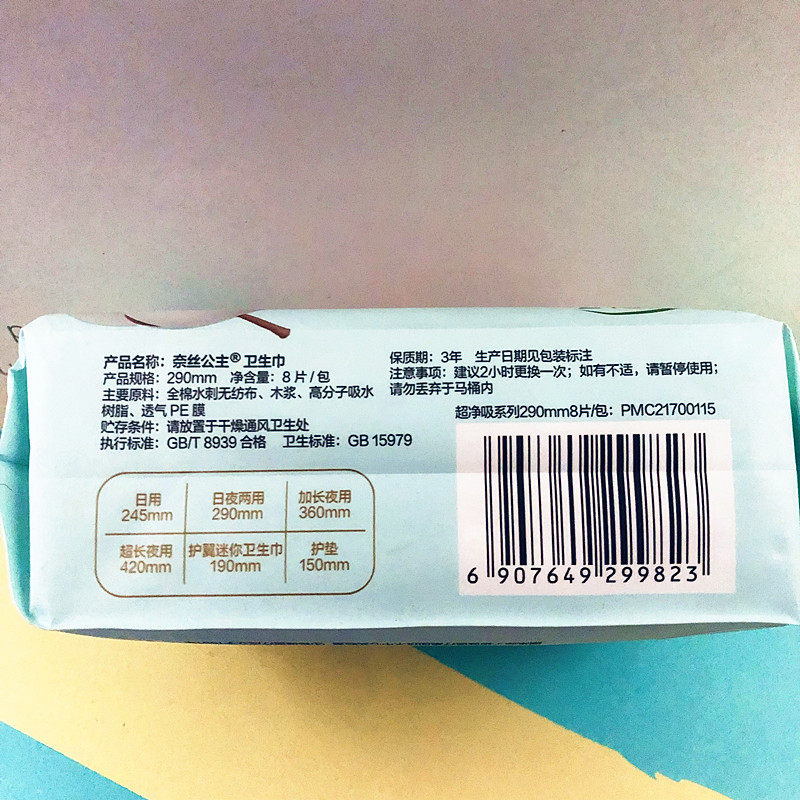 产品名称：奈丝公主®卫生巾
产品规格：290mm 净含量：8片/包
主要原料：全棉水刺无纺布、木浆、高分子吸水
树脂、透气PE膜
贮存条件：请放置于干燥通风卫生处
执行标准：GB/T 8939 合格 卫生标准：GB 15979
保质期：3年 生产日期见包装标注
注意事项：建议2小时更换一次；如有不适，请暂停使用；
请勿丢弃于马桶内
超净吸系列290mm8片/包：PMC21700115
日用
245mm
日夜两用
290mm
加长夜用
360mm
超长夜用
420mm
护翼迷你卫生巾
190mm
护垫
150mm
6 907649 299823